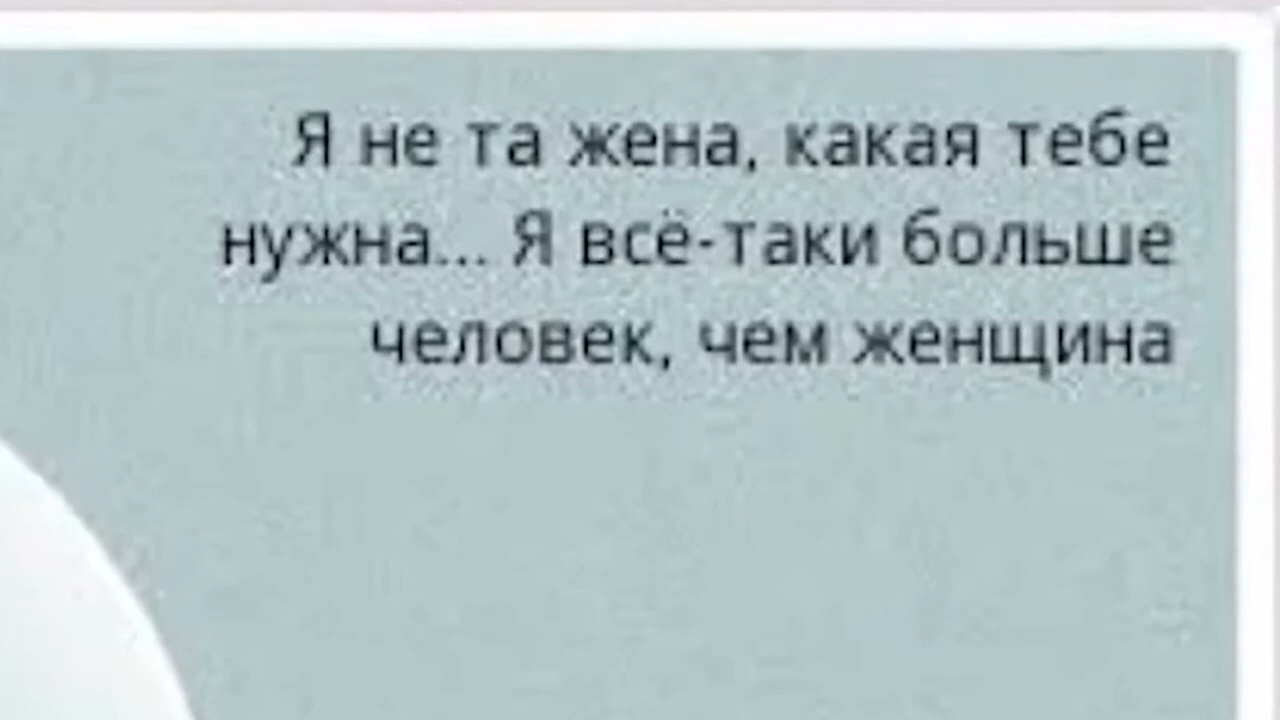 Я не та жена, какая тебе
нужна... Я всё-таки больше
человек, чем женщина